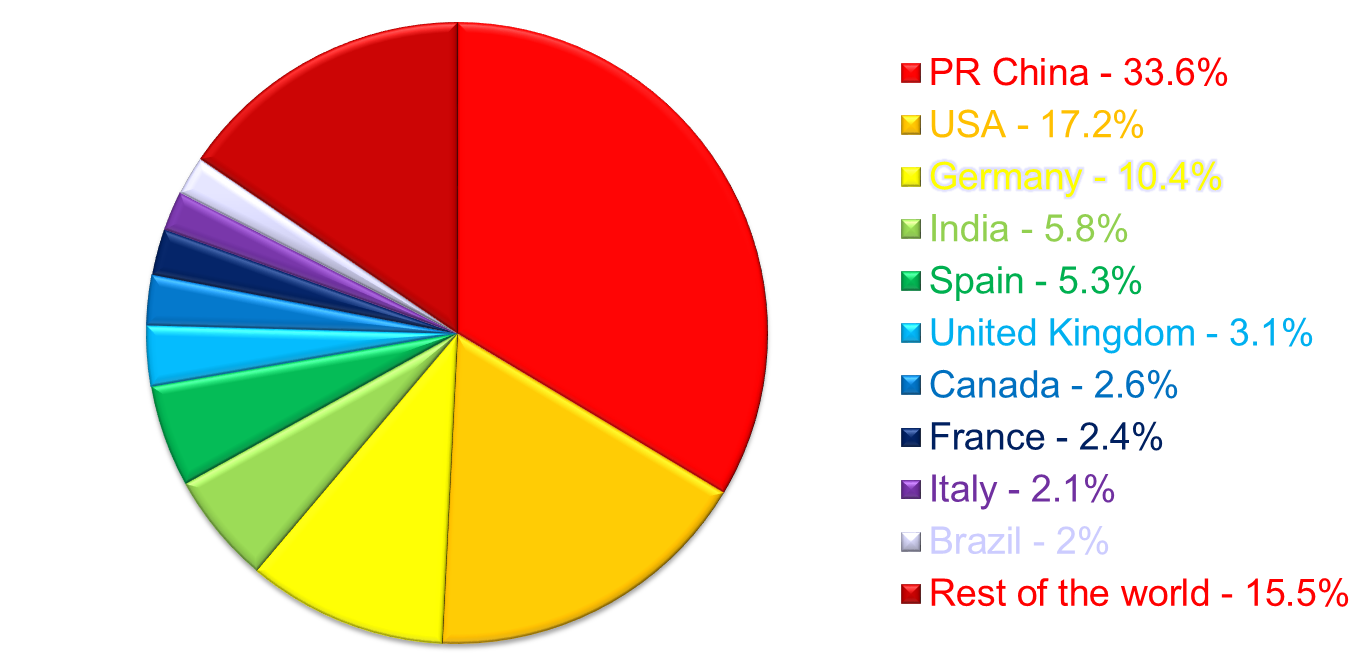 PR China - 33.6%
USA - 17.2%
Germany - 10.4%
India - 5.8%
Spain - 5.3%
United Kingdom - 3.1%
Canada - 2.6%
France - 2.4%
Italy - 2.1%
Brazil - 2%
Rest of the world - 15.5%